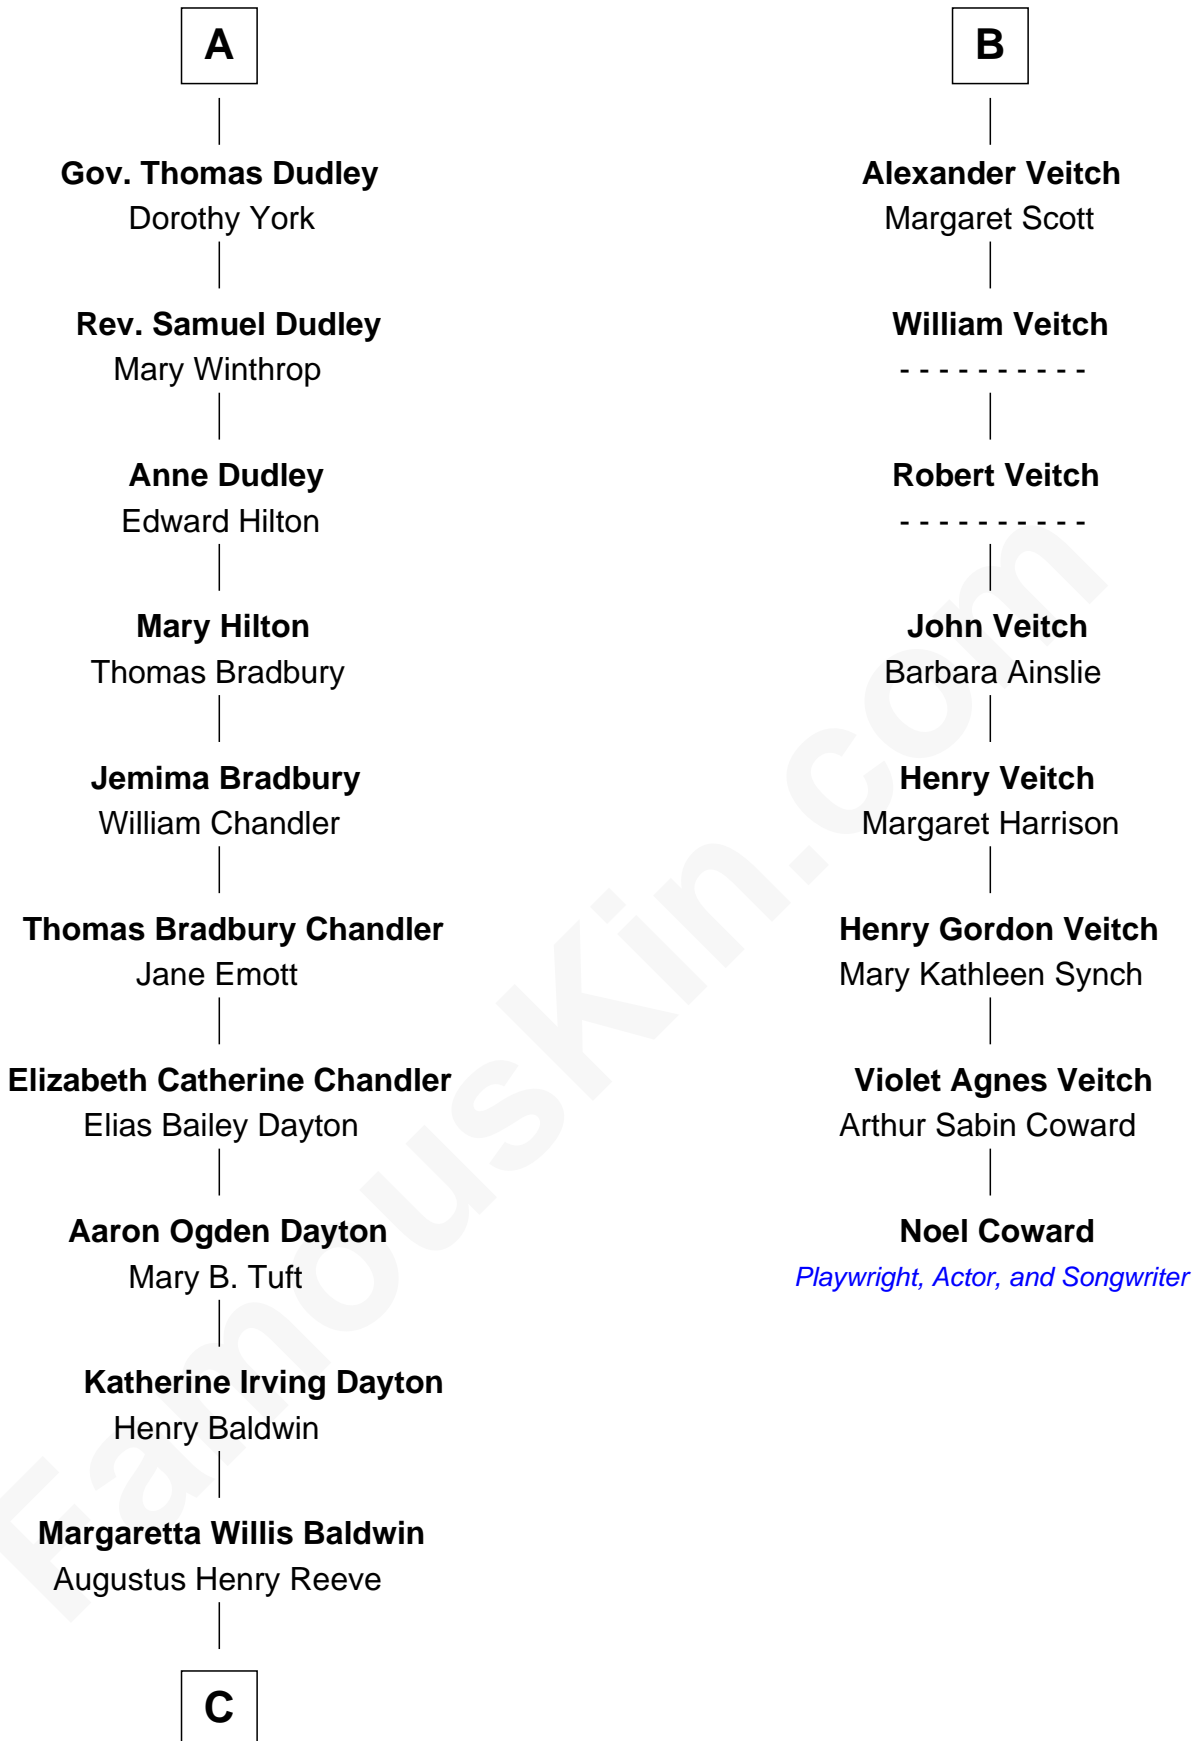 A
Gov. Thomas Dudley
Dorothy York
Rev. Samuel Dudley
Mary Winthrop
Anne Dudley
Edward Hilton
Mary Hilton
Thomas Bradbury
Jemima Bradbury
William Chandler
Thomas Bradbury Chandler
Jane Emott
Elizabeth Catherine Chandler
Elias Bailey Dayton
Aaron Ogden Dayton
Mary B. Tuft
Katherine Irving Dayton
Henry Baldwin
Margaretta Willis Baldwin
Augustus Henry Reeve
C
B
Alexander Veitch
Margaret Scott
William Veitch
- - - - - - - - - -
Robert Veitch
- - - - - - - - - -
John Veitch
Barbara Ainslie
Henry Veitch
Margaret Harrison
Henry Gordon Veitch
Mary Kathleen Synch
Violet Agnes Veitch
Arthur Sabin Coward
Noel Coward
Playwright, Actor, and Songwriter
FamousKin.com